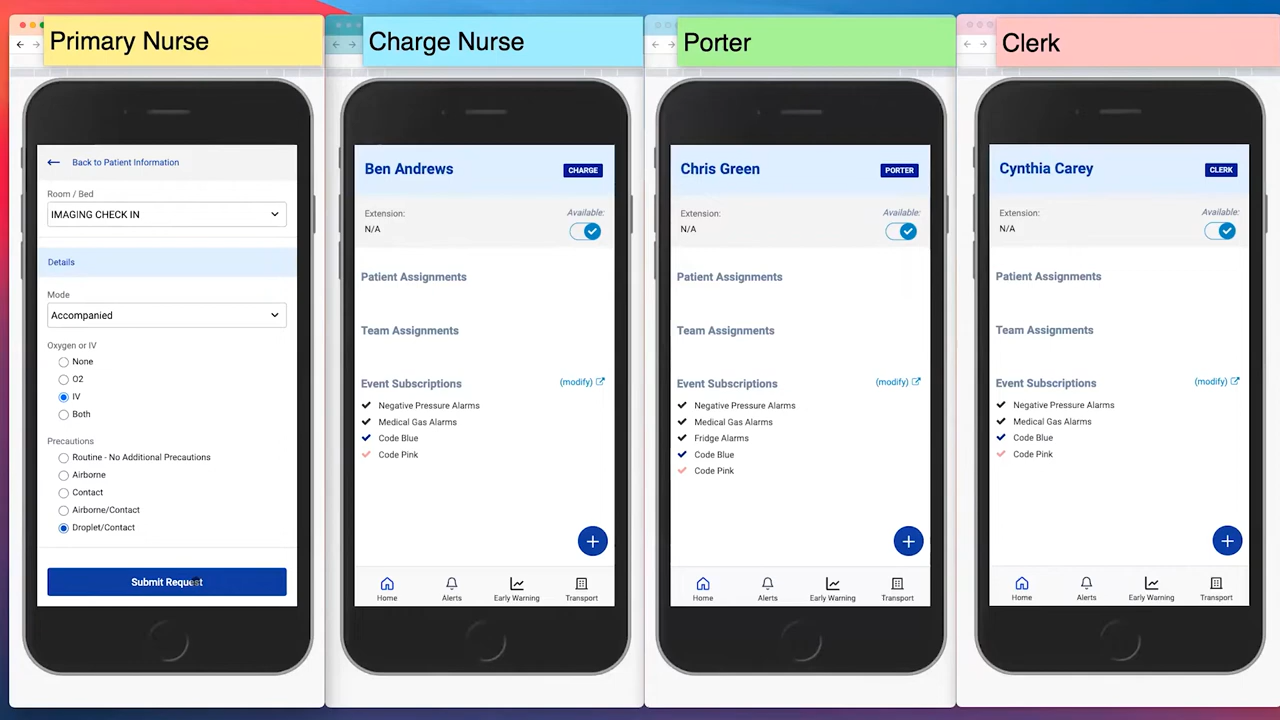 Primary Nurse
Back to Patient Information
Room / Bed
IMAGING CHECK IN
Details
Mode
Accompanied
Oxygen or IV
None
O2
IV
Both
Precautions
Routine - No Additional Precautions
Airborne
Contact
Airborne/Contact
Droplet/Contact
Submit Request
Charge Nurse
Ben Andrews
CHARGE
Extension:
Available:
N/A
Patient Assignments
Team Assignments
Event Subscriptions
(modify)
Negative Pressure Alarms
Medical Gas Alarms
Code Blue
Code Pink
+
Home
Alerts
Early Warning
Transport
Porter
Chris Green
PORTER
Extension:
Available:
N/A
Patient Assignments
Team Assignments
Event Subscriptions
(modify)
Negative Pressure Alarms
Medical Gas Alarms
Fridge Alarms
Code Blue
Code Pink
+
Home
Alerts
Early Warning
Transport
Clerk
Cynthia Carey
CLERK
Extension:
Available:
N/A
Patient Assignments
Team Assignments
Event Subscriptions
(modify)
Negative Pressure Alarms
Medical Gas Alarms
Code Blue
Code Pink
+
Home
Alerts
Early Warning
Transport